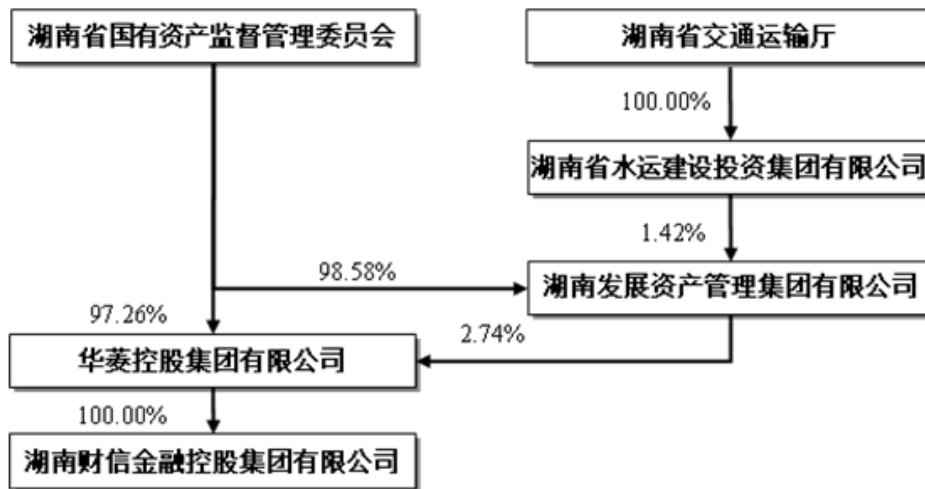 湖南省国有资产监督管理委员会
湖南省交通运输厅
100.00%
湖南省水运建设投资集团有限公司
1.42%
98.58%
湖南发展资产管理集团有限公司
97.26%
2.74%
华菱控股集团有限公司
100.00%
湖南财信金融控股集团有限公司